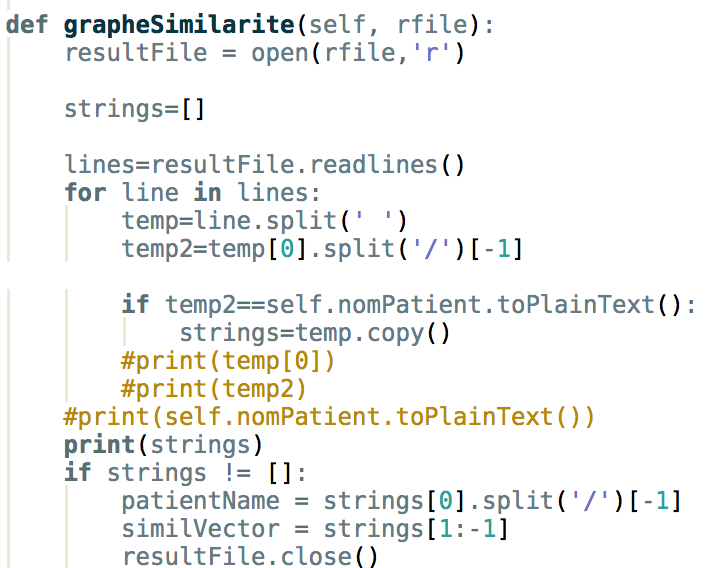 def grapheSimilarite(self, rfile):
    resultFile = open(rfile,'r')
    strings=[]
    lines=resultFile.readlines()
    for line in lines:
        temp=line.split(' ')
        temp2=temp[0].split('/')[-1]
        if temp2==self.nomPatient.toPlainText():
            strings=temp.copy()
        #print(temp[0])
        #print(temp2)
    #print(self.nomPatient.toPlainText())
    print(strings)
    if strings != []:
        patientName = strings[0].split('/')[-1]
        similVector = strings[1:-1]
        resultFile.close()